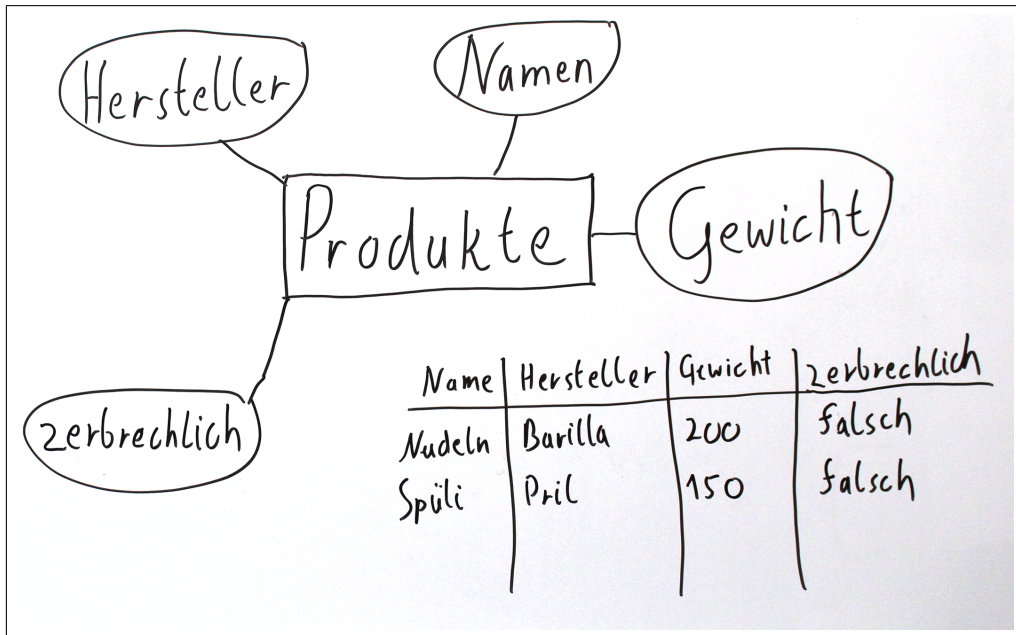 Hersteller
Namen
Produkte
Gewicht
zerbrechlich
Name Hersteller Gewicht zerbrechlich
Nudeln Barilla 200 falsch
Spüli Pril 150 falsch